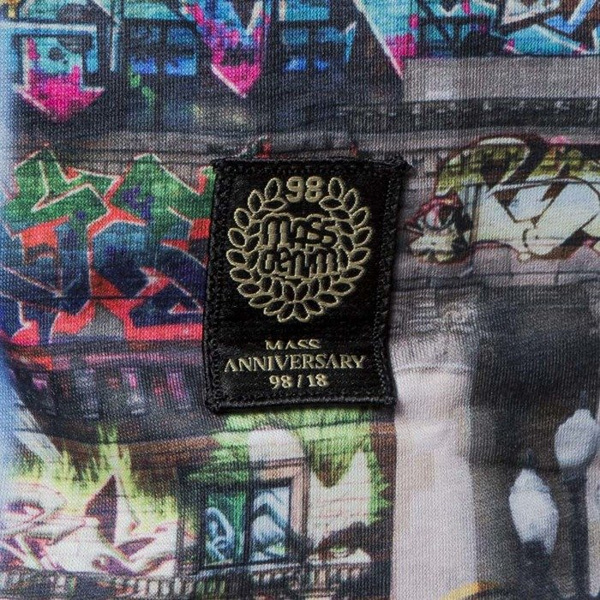 98
mass
denim
MASS
ANNIVERSARY
98 / 18